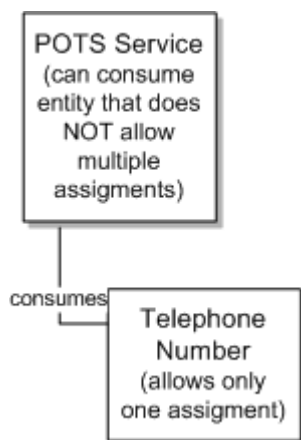 POTS Service
(can consume
entity that does
NOT allow
multiple
assigments)
consumes
Telephone
Number
(allows only
one assigment)